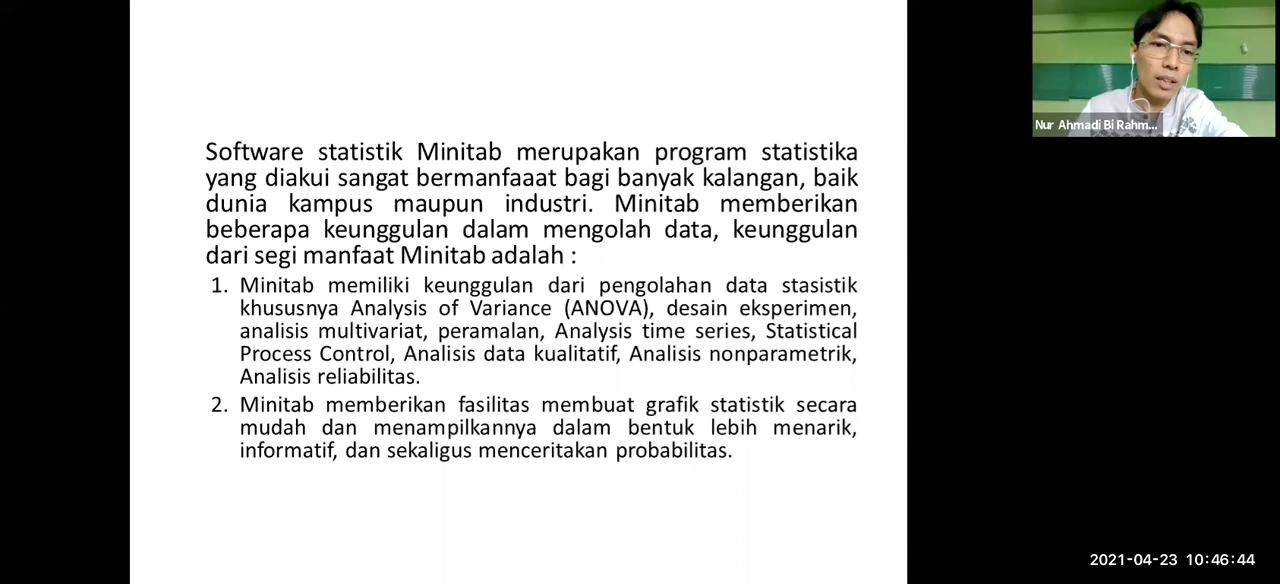 Software statistik Minitab merupakan program statistika
yang diakui sangat bermanfaaat bagi banyak kalangan, baik
dunia kampus maupun industri. Minitab memberikan
beberapa keunggulan dalam mengolah data, keunggulan
dari segi manfaat Minitab adalah :
1. Minitab memiliki keunggulan dari pengolahan data stasistik
khususnya Analysis of Variance (ANOVA), desain eksperimen,
analisis multivariat, peramalan, Analysis time series, Statistical
Process Control, Analisis data kualitatif, Analisis nonparametrik,
Analisis reliabilitas.
2. Minitab memberikan fasilitas membuat grafik statistik secara
mudah dan menampilkannya dalam bentuk lebih menarik,
informatif, dan sekaligus menceritakan probabilitas.
Nur Ahmadi Bi Rahm...
2021-04-23 10:46:44